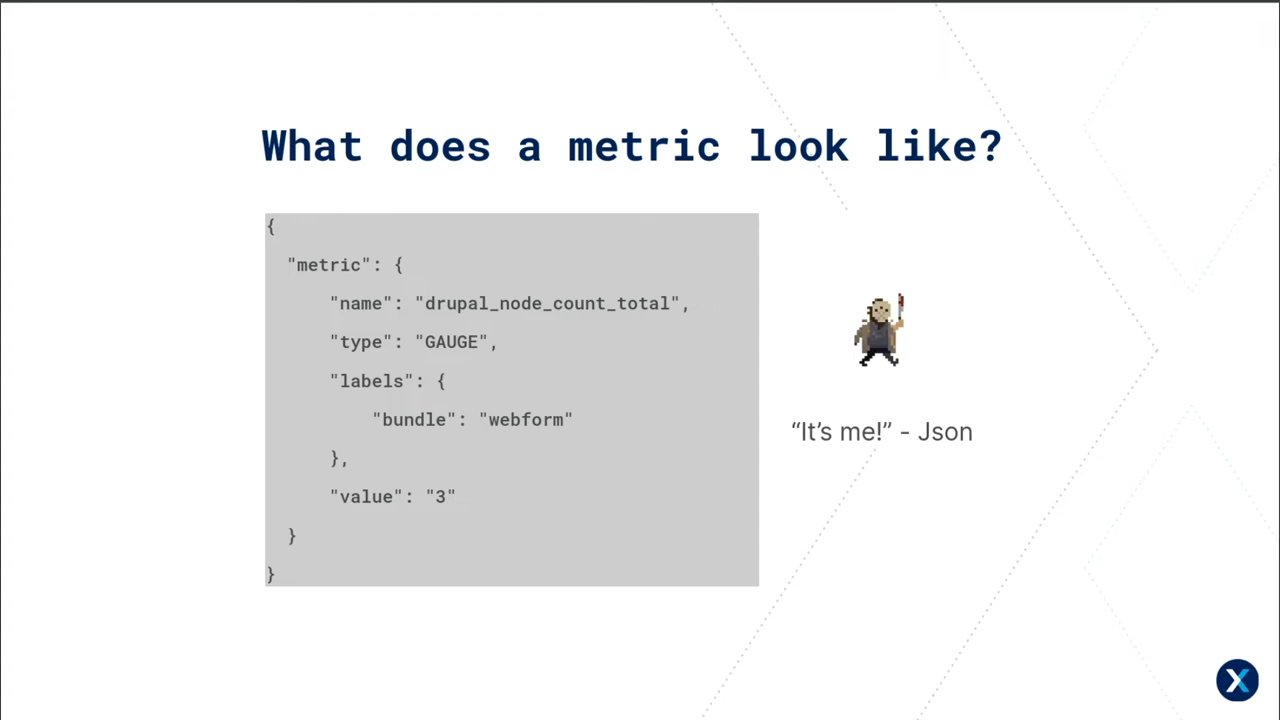 What does a metric look like?
{
"metric": {
"name": "drupal_node_count_total",
"type": "GAUGE",
"labels": {
"bundle": "webform"
},
"value": "3"
}
}
“It’s me!” - Json
X